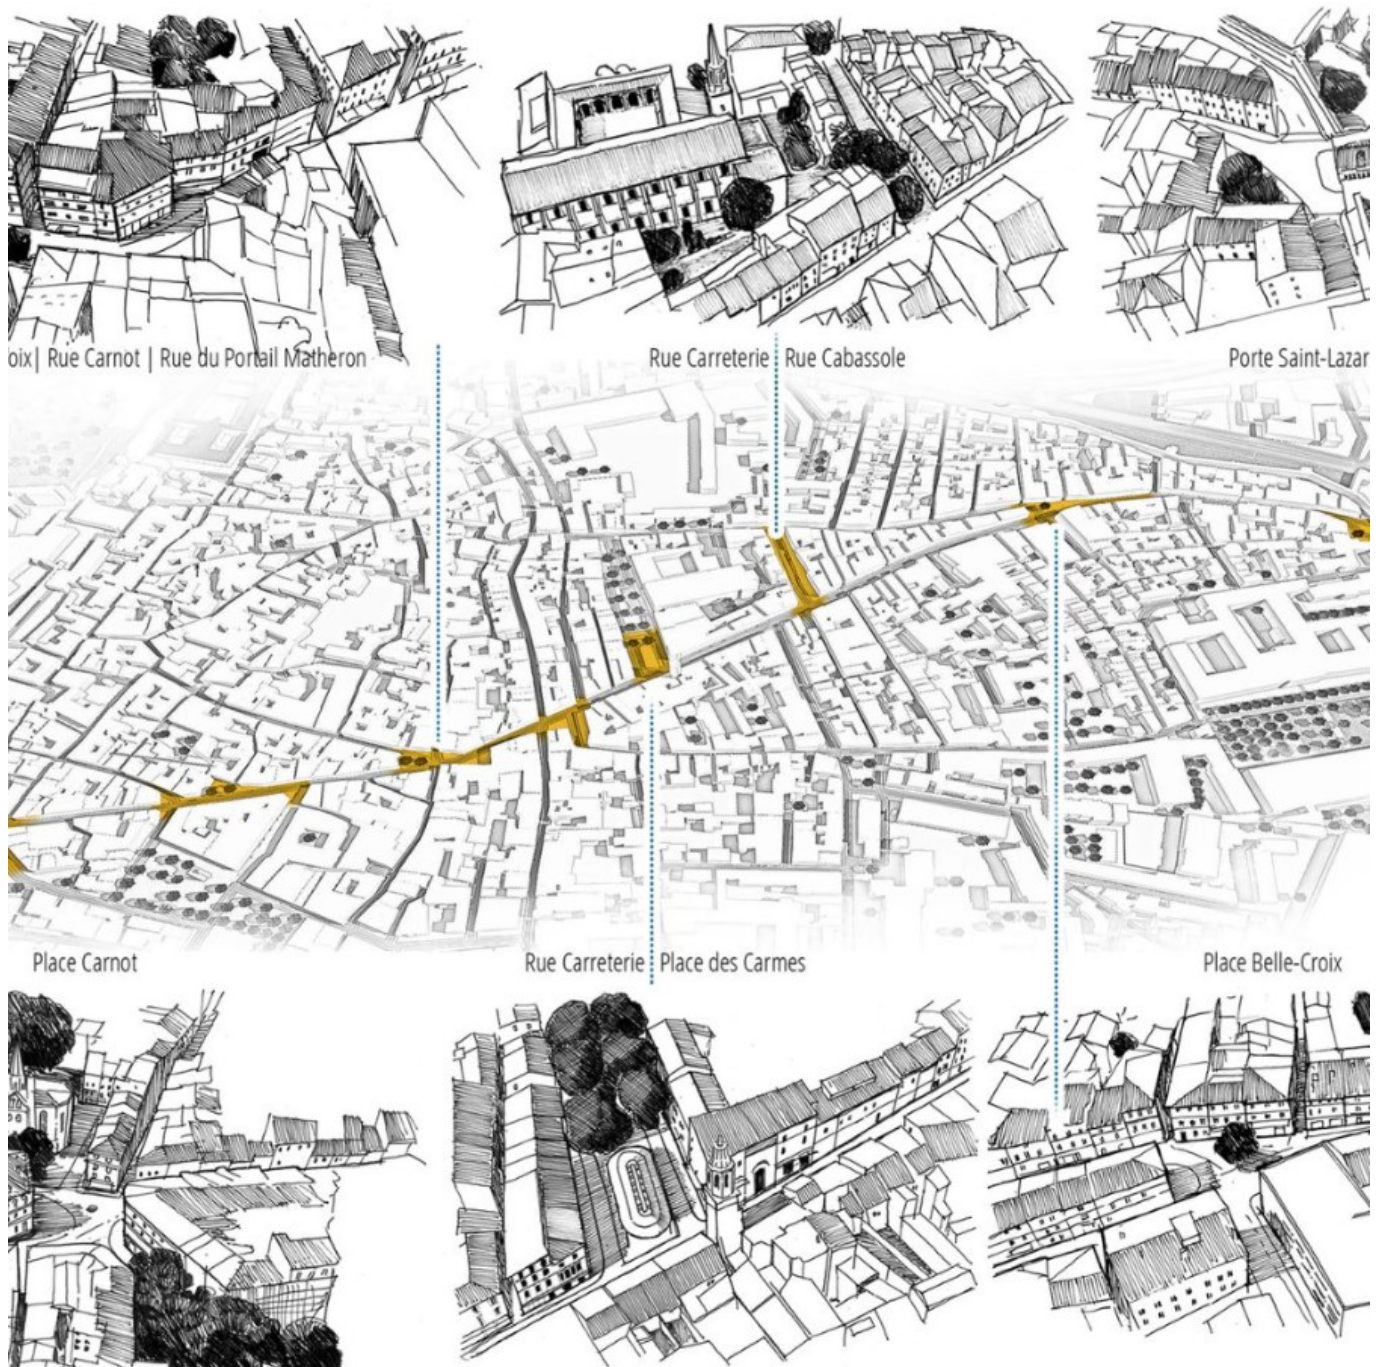 oix| Rue Carnot | Rue du Portail Matheron
Rue Carreterie
Rue Cabassole
Porte Saint-Lazar
Place Carnot
Rue Carreterie
Place des Carmes
Place Belle-Croix